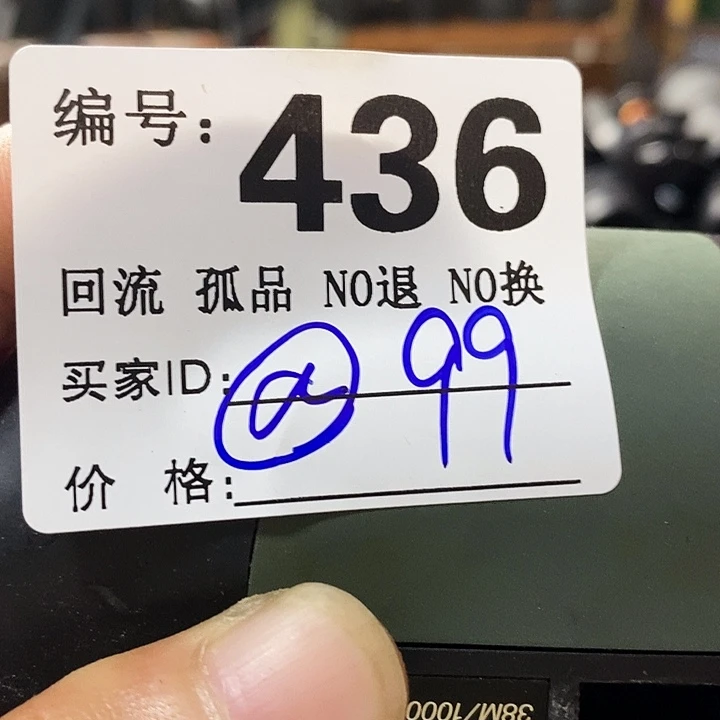 编号: 436
回流 孤品 NO退 NO换
买家ID: @ 99
价 格:
38M/1000